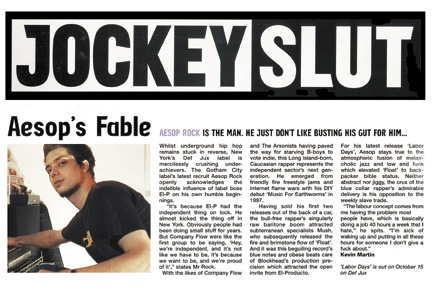 JOCKEY SLUT
Aesop's Fable
AESOP ROCK IS THE MAN. HE JUST DON'T LIKE BUSTING HIS GUT FOR HIM...
Whilst underground hip hop
remains stuck in reverse, New
York's Def Jux label is
mercilessly crushing under-
achievers. The Gotham City
label's latest recruit Aesop Rock
openly acknowledges the
indelible influence of label boss
El-P on his own humble begin-
nings.
"It's because El-P had the
independent thing on lock. He
almost kicked the thing off in
New York. Obviously people had
been doing small stuff for years.
But Company Flow were like the
first group to be saying, 'Hey,
we're independent, and it's not
like we have to be, it's because
we want to be, and we're proud
of it'," states Mr Rock.
With the likes of Company Flow
and The Arsonists having paved
the way for starving B-boys to
vote indie, this Long Island-born,
Caucasian rapper represents the
independent sector's next gen-
eration. He emerged from
friendly fire freestyle jams and
internet flame wars with his DIY
debut 'Music For Earthworms' in
1997.
Having sold his first two
releases out of the back of a car,
the bull-free rapper's singularly
raw baritone boom attracted
subterranean specialists Mush,
who subsequently released the
fire and brimstone flow of 'Float'.
And it was this beguiling record's
blue notes and obese beats care
of Blockhead's production pre-
cision which attracted the open
invite from El-Producto.
For his latest release 'Labor
Days', Aesop stays true to the
atmospheric fusion of melan-
cholic jazz and low end funk
which elevated 'Float' to back-
packer bible status. Neither
abstract nor jiggy, the crux of the
blue collar rapper's admirable
delivery is his opposition to the
weekly slave trade.
"The labour concept comes from
me having the problem most
people have, which is basically
doing a job 40 hours a week that I
hate," he spits. "I'm sick of
waking up and putting in all these
hours for someone I don't give a
fuck about."
Kevin Martin
'Labor Days' is out on October 15
on Def Jux